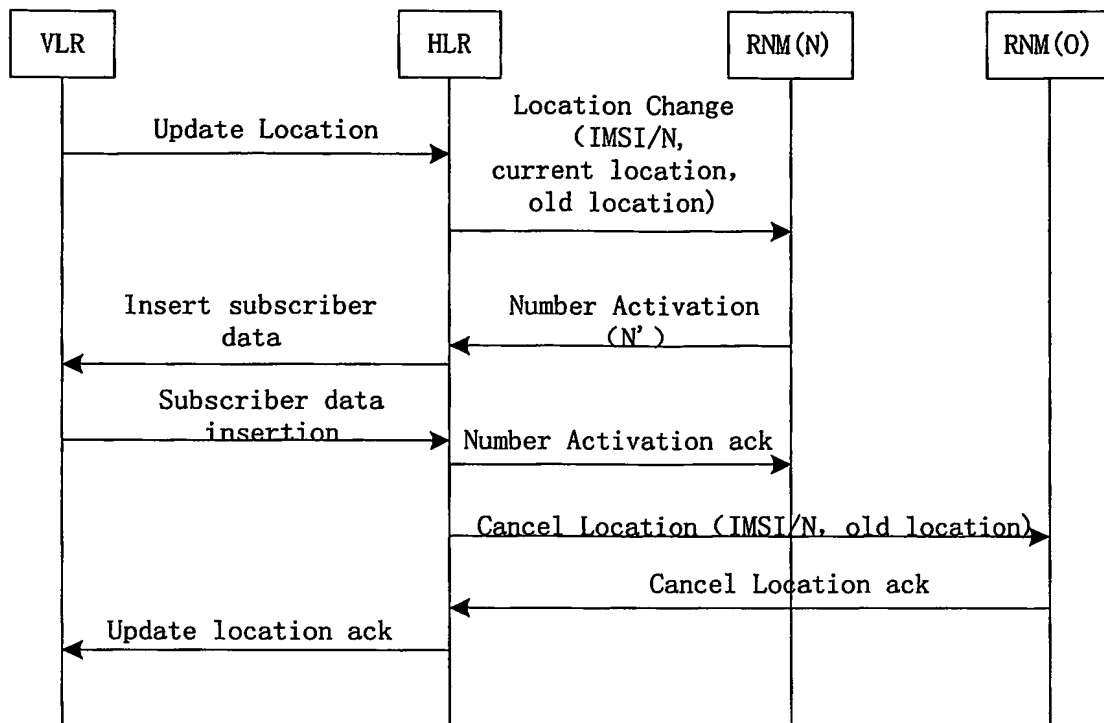 VLR
HLR
RNM(N)
RNM(O)
Update Location
Location Change
(IMSI/N,
current location,
old location)
Insert subscriber
data
Number Activation
(N')
Subscriber data
insertion
Number Activation ack
Cancel Location (IMSI/N, old location)
Cancel Location ack
Update location ack